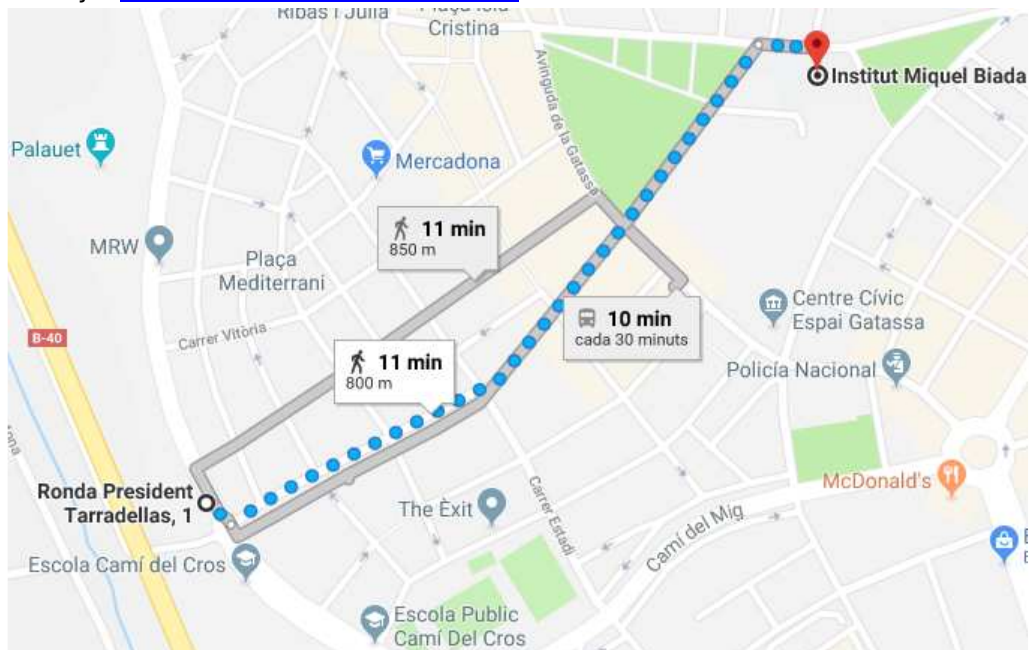 Ribas i Julià
Plaça Isla
Cristina
Institut Miquel Biada
Avinguda de la Gatassa
Palauet
Mercadona
11 min
850 m
MRW
Plaça
Mediterrani
10 min
cada 30 minuts
Centre Cívic
Espai Gatassa
B-40
Carrer Vitòria
11 min
800 m
Policía Nacional
McDonald's
Ronda President
Tarradellas, 1
The Èxit
Carrer Estadi
Camí del Mig
Escola Camí del Cros
Escola Public
Camí Del Cros